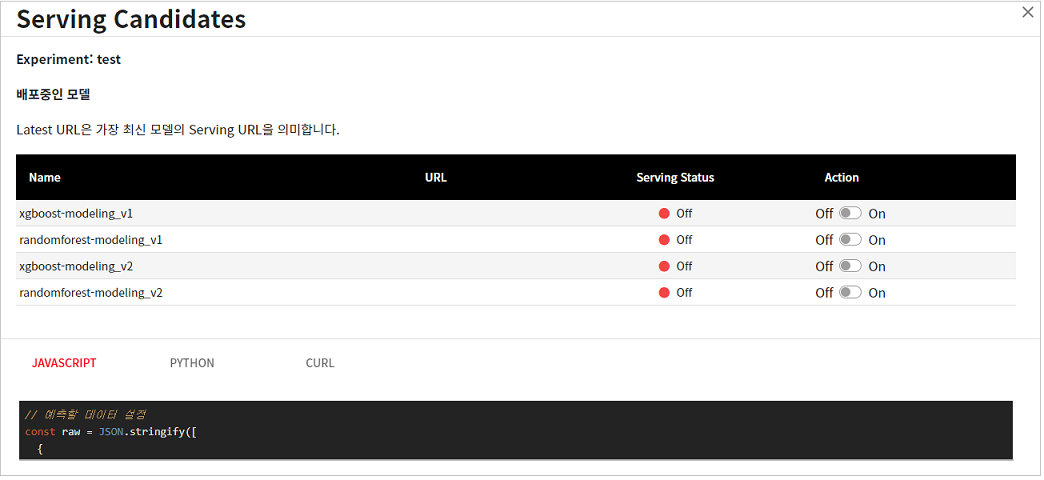 Serving Candidates
Experiment: test
배포중인 모델
Latest URL은 가장 최신 모델의 Serving URL을 의미합니다.
Name URL Serving Status Action
xgboost-modeling_v1 Off Off On
randomforest-modeling_v1 Off Off On
xgboost-modeling_v2 Off Off On
randomforest-modeling_v2 Off Off On
JAVASCRIPT PYTHON CURL
// 예측할 데이터 설정
const raw = JSON.stringify([
{